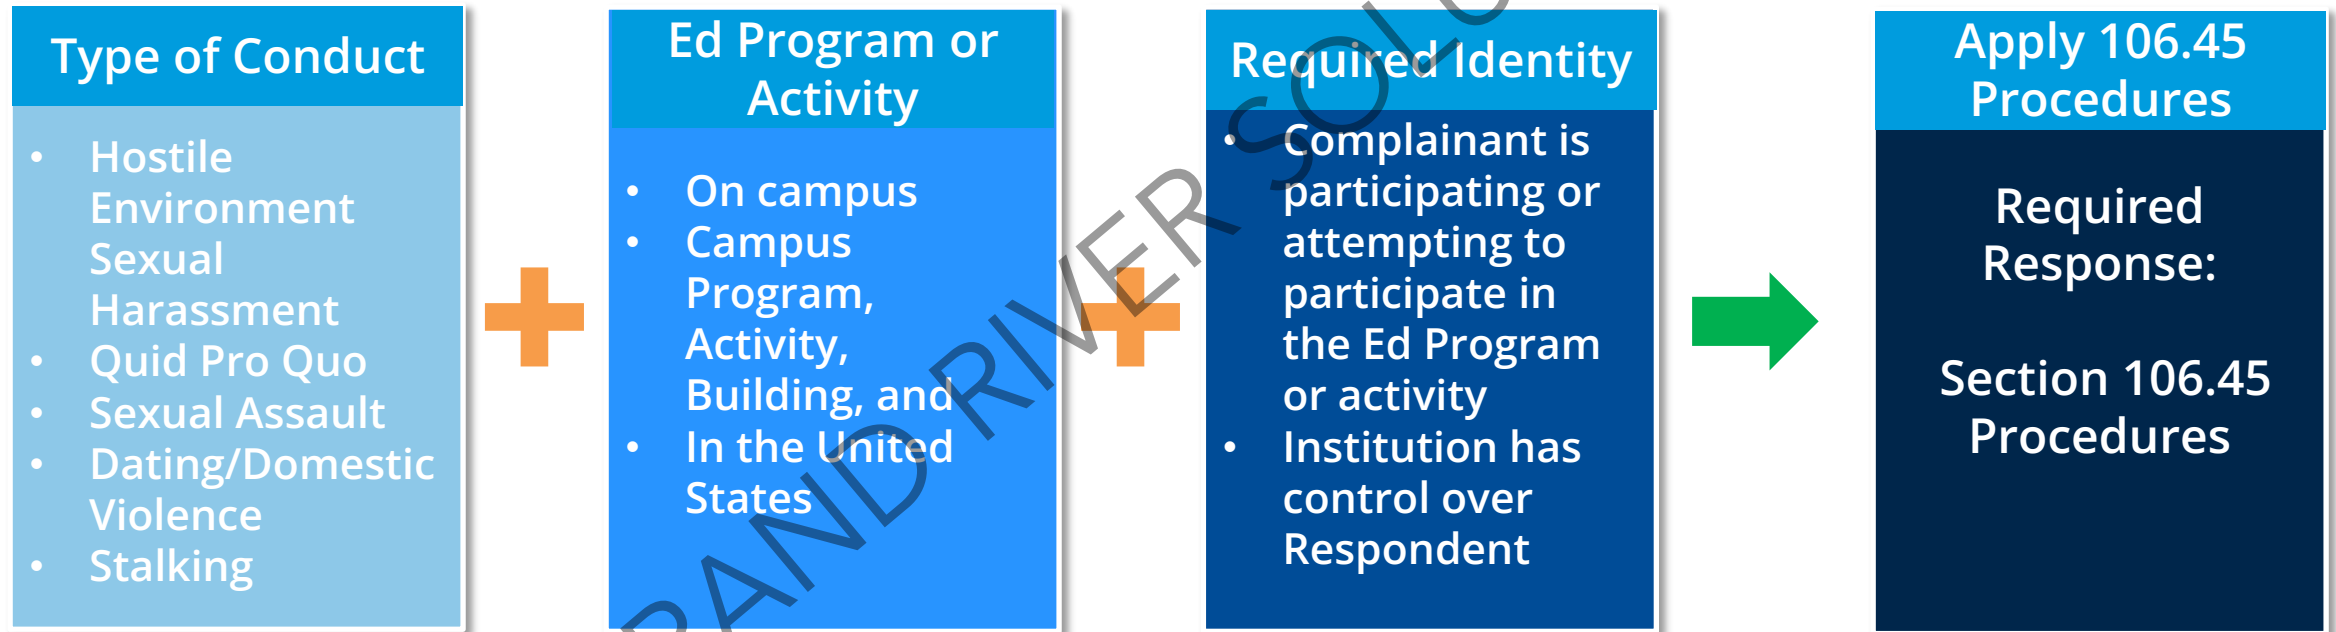 Type of Conduct
• Hostile
Environment
Sexual
Harassment
• Quid Pro Quo
• Sexual Assault
• Dating/Domestic
Violence
• Stalking
Ed Program or
Activity
• On campus
• Campus
Program,
Activity,
Building, and
• In the United
States
Required Identity
• Complainant is
participating or
attempting to
participate in
the Ed Program
or activity
• Institution has
control over
Respondent
Apply 106.45
Procedures
Required
Response:
Section 106.45
Procedures
RIVER